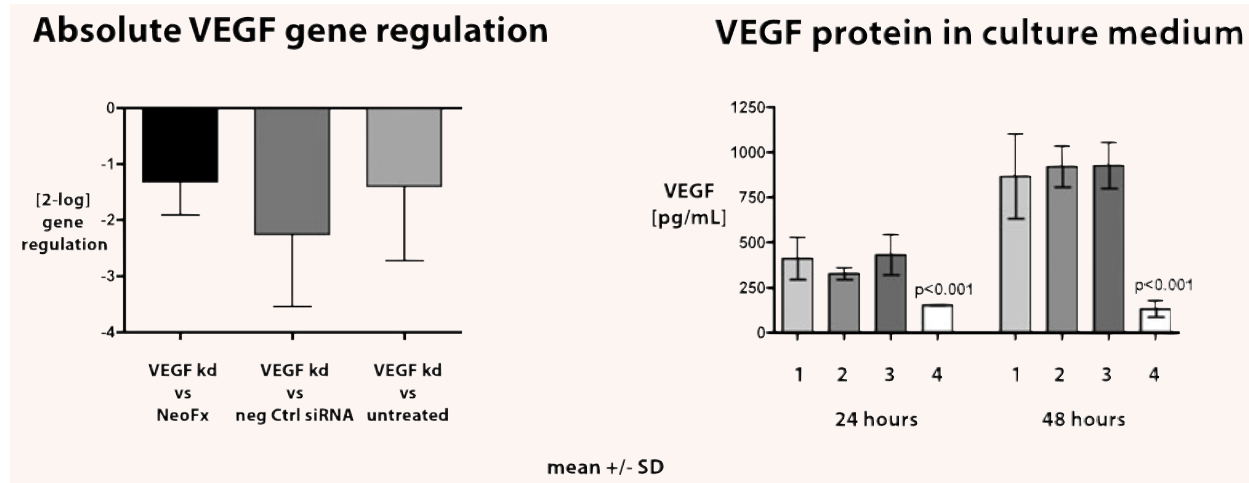 Absolute VEGF gene regulation
0
-1
-2
-3
-4
[2-log]
gene
regulation
VEGF kd
vs
NeoFx
VEGF kd
vs
neg Ctrl siRNA
VEGF kd
vs
untreated
VEGF protein in culture medium
1250
1000
750
500
250
0
VEGF
[pg/mL]
p<0.001
p<0.001
1 2 3 4 1 2 3 4
24 hours 48 hours
mean +/- SD